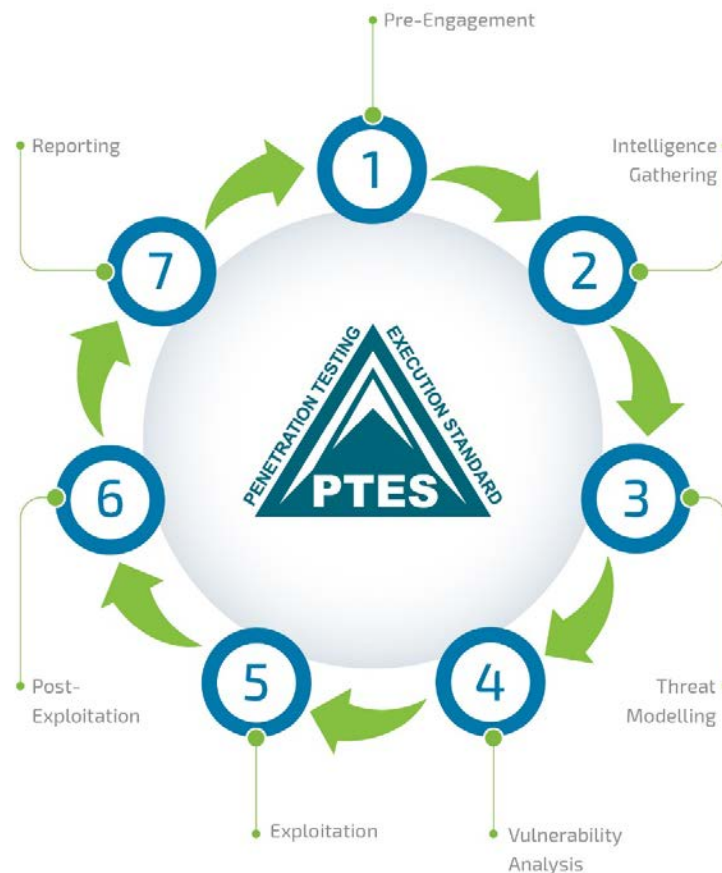 Pre-Engagement
1
Reporting
Intelligence
Gathering
7
2
PENETRATION TESTING
EXECUTION STANDARD
PTES
6
3
5
4
Post-
Exploitation
Threat
Modelling
Exploitation
Vulnerability
Analysis